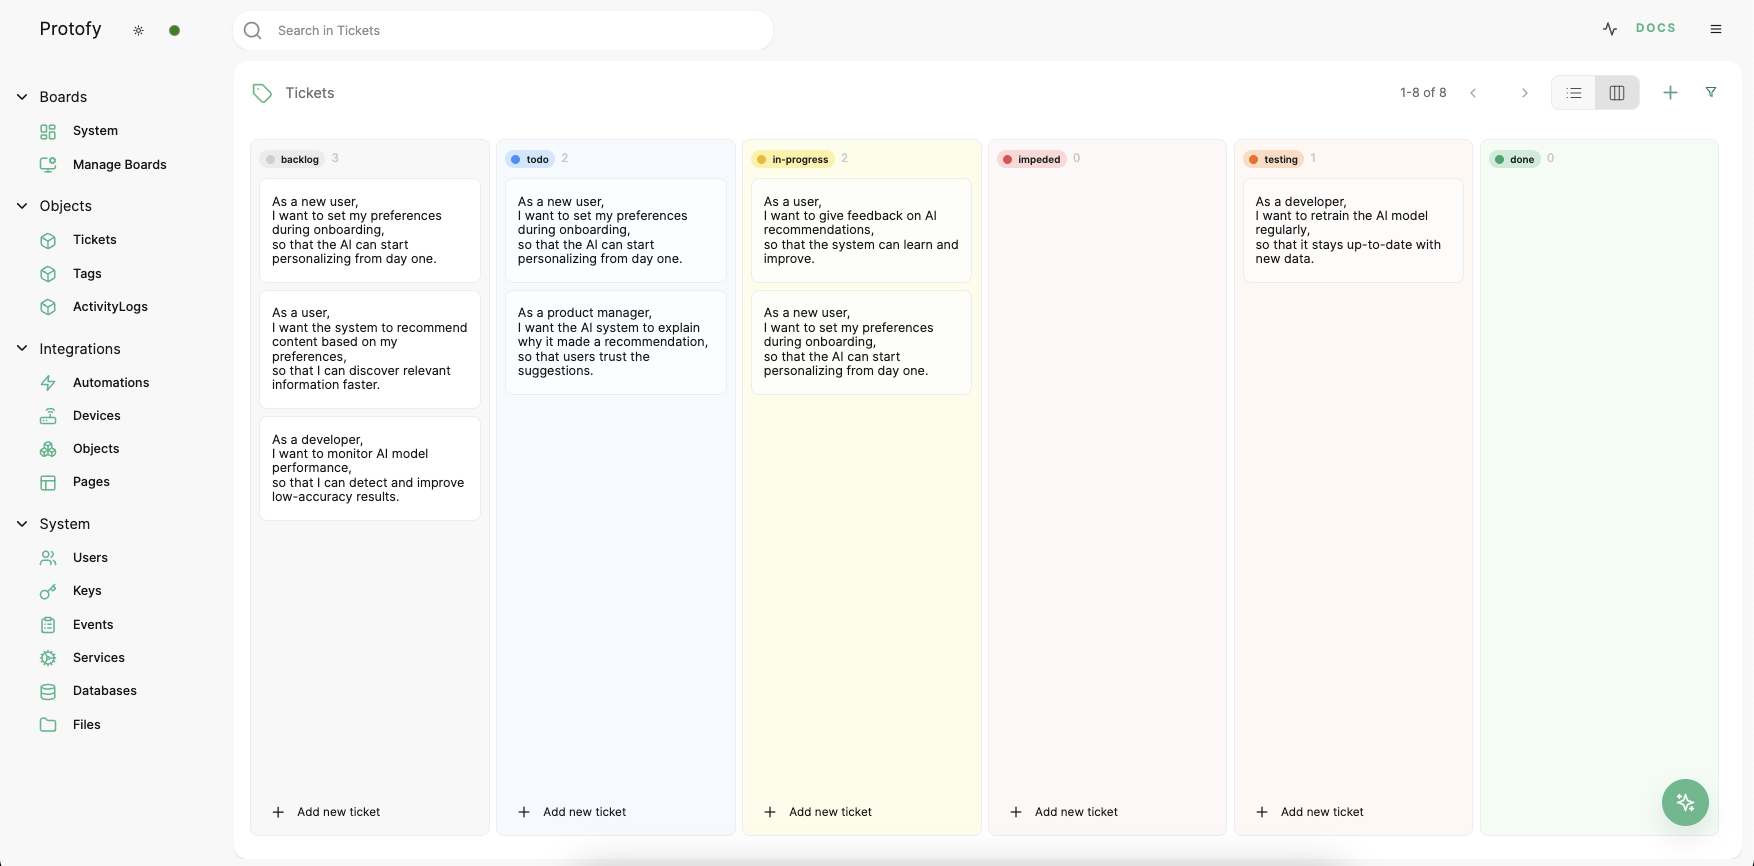 Protofy
Search in Tickets
DOCS
Boards
System
Manage Boards
Objects
Tickets
Tags
ActivityLogs
Integrations
Automations
Devices
Objects
Pages
System
Users
Keys
Events
Services
Databases
Files
Tickets
1-8 of 8
backlog 3
As a new user,
I want to set my preferences
during onboarding,
so that the AI can start
personalizing from day one.
As a user,
I want the system to recommend
content based on my
preferences,
so that I can discover relevant
information faster.
As a developer,
I want to monitor AI model
performance,
so that I can detect and improve
low-accuracy results.
Add new ticket
todo 2
As a new user,
I want to set my preferences
during onboarding,
so that the AI can start
personalizing from day one.
As a product manager,
I want the AI system to explain
why it made a recommendation,
so that users trust the
suggestions.
Add new ticket
in-progress 2
As a user,
I want to give feedback on AI
recommendations,
so that the system can learn and
improve.
As a new user,
I want to set my preferences
during onboarding,
so that the AI can start
personalizing from day one.
Add new ticket
impeded 0
Add new ticket
testing 1
As a developer,
I want to retrain the AI model
regularly,
so that it stays up-to-date with
new data.
Add new ticket
done 0